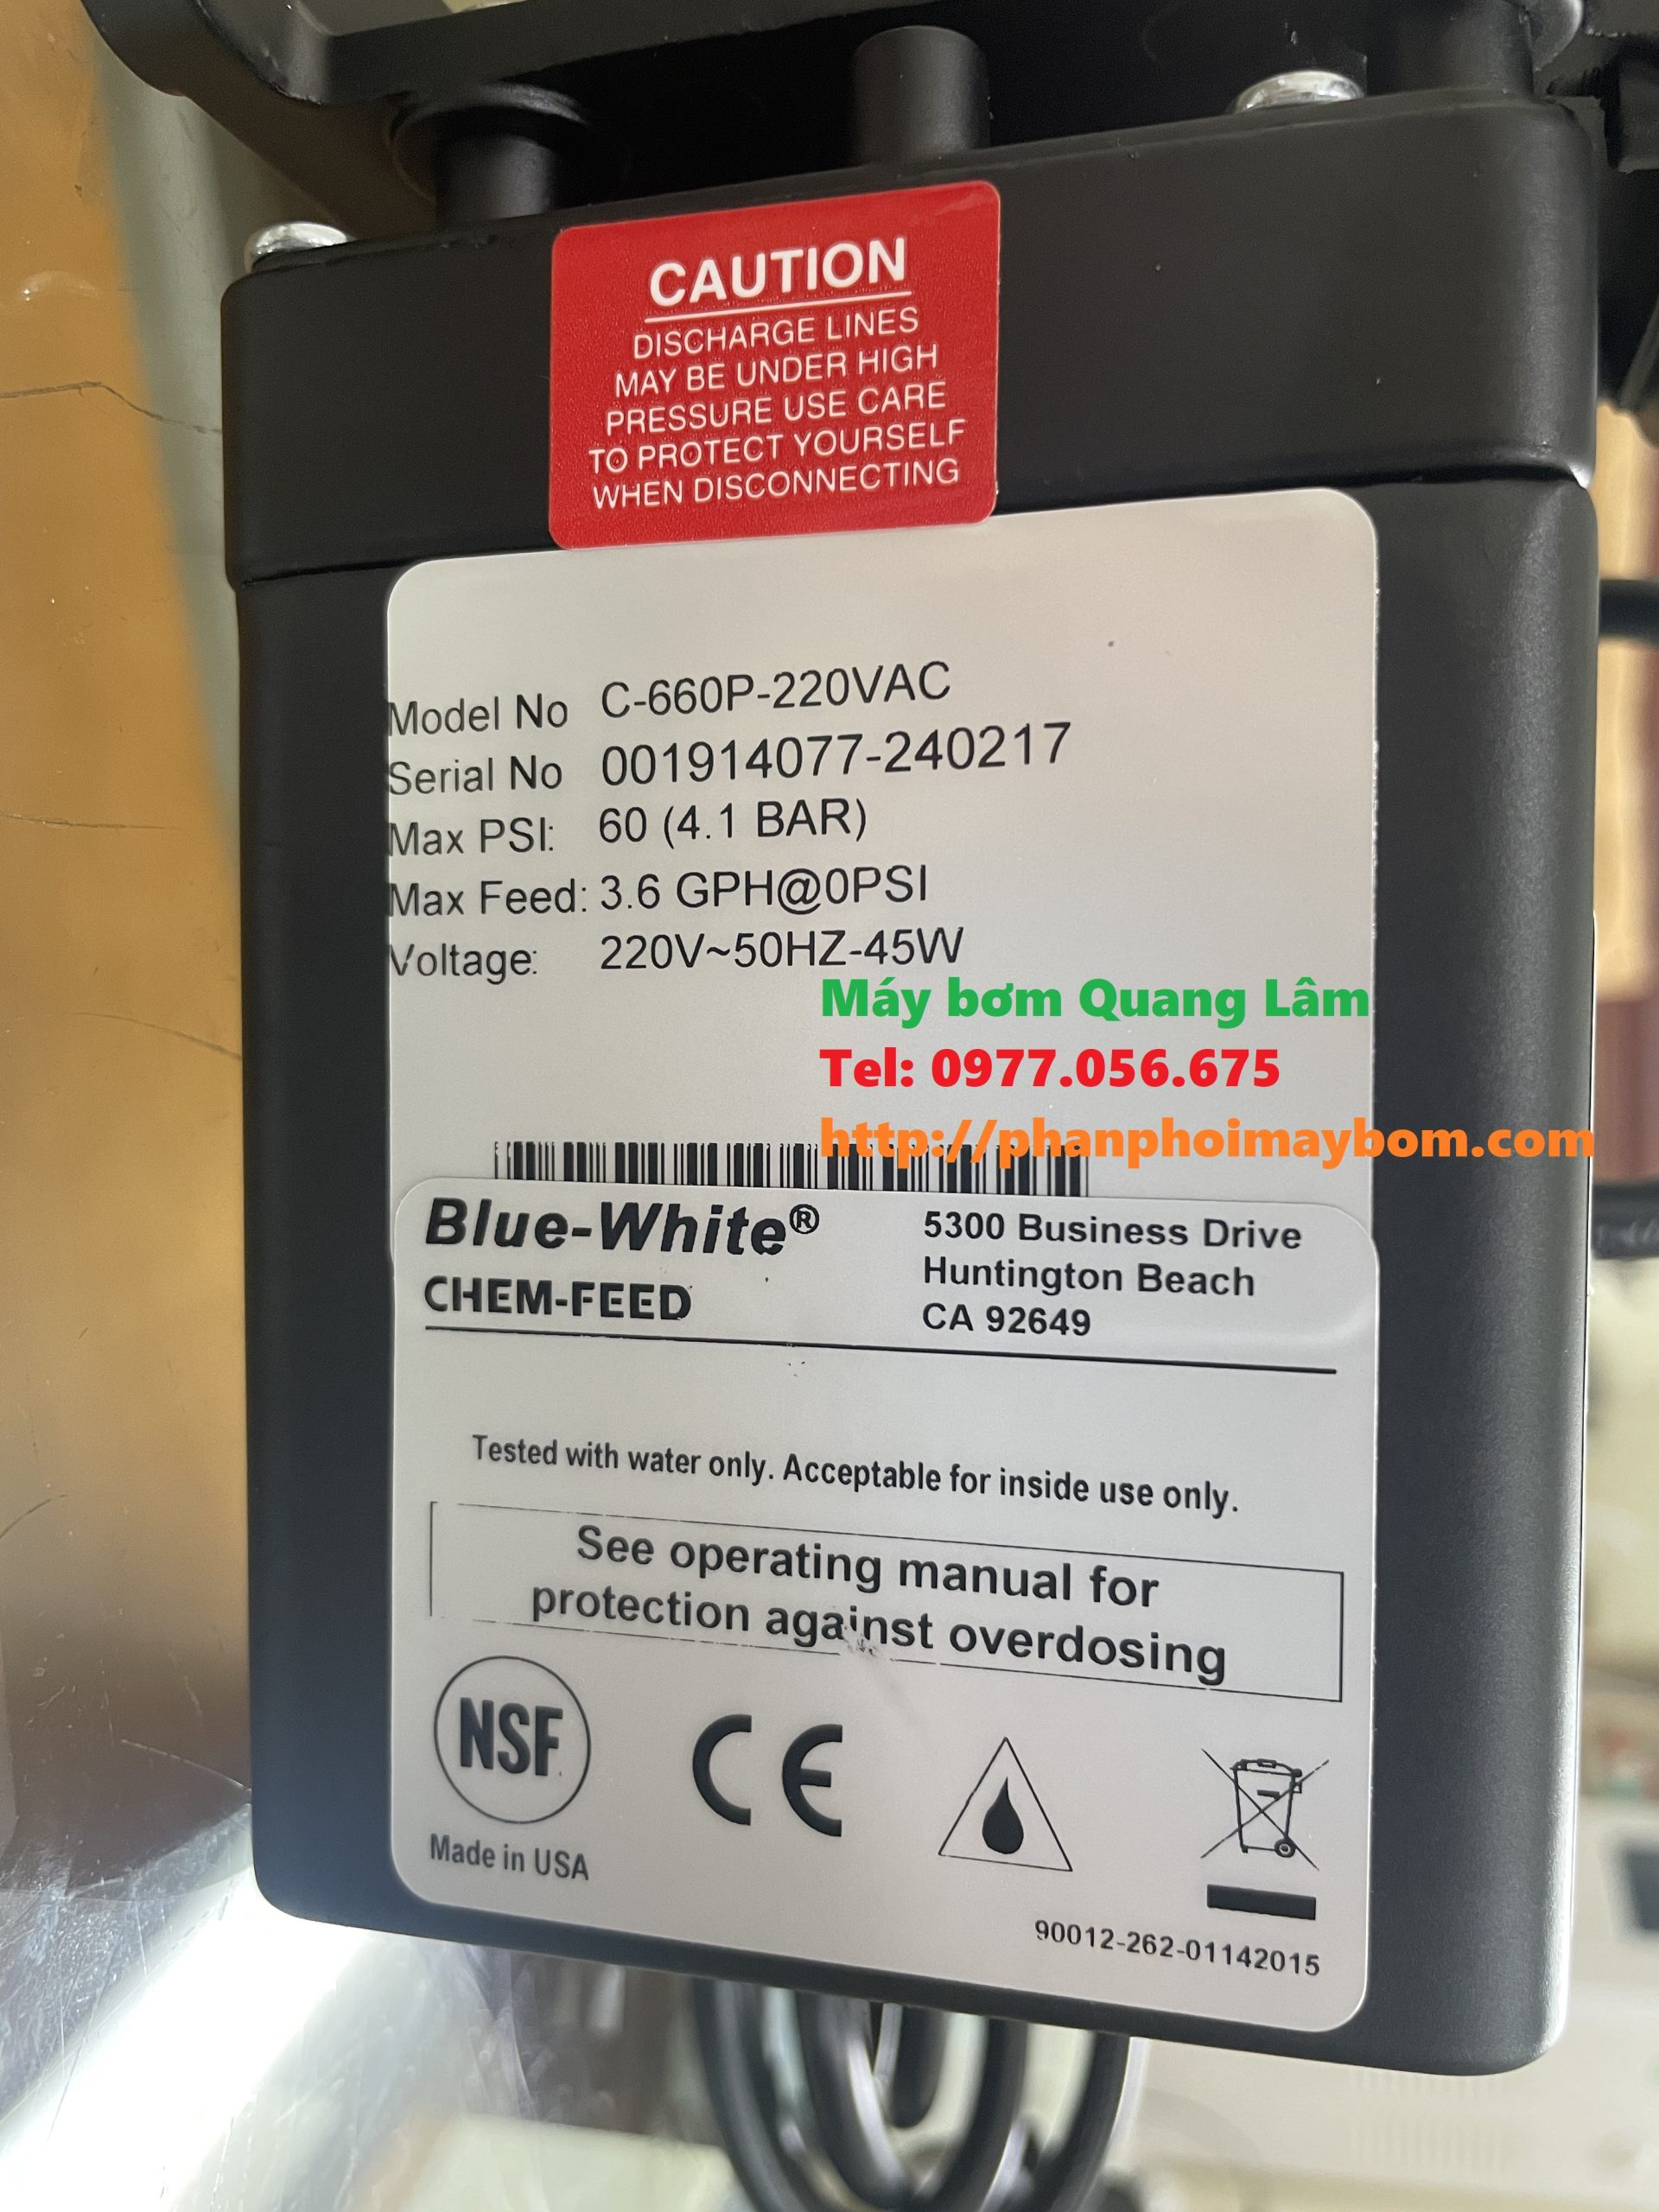 CAUTION
DISCHARGE LINES
MAY BE UNDER HIGH
PRESSURE USE CARE
TO PROTECT YOURSELF
WHEN DISCONNECTING
Model No C-660P-220VAC
Serial No 001914077-240217
Max PSI: 60 (4.1 BAR)
Max Feed: 3.6 GPH@0PSI
Voltage: 220V~50HZ-45W
Máy bơm Quang Lâm
Tel: 0977.056.675
http://phanphoimaybom.com
Blue-White®
CHEM-FEED
5300 Business Drive
Huntington Beach
CA 92649
Tested with water only. Acceptable for inside use only.
See operating manual for
protection against overdosing
NSF
CE
Made in USA
90012-262-01142015